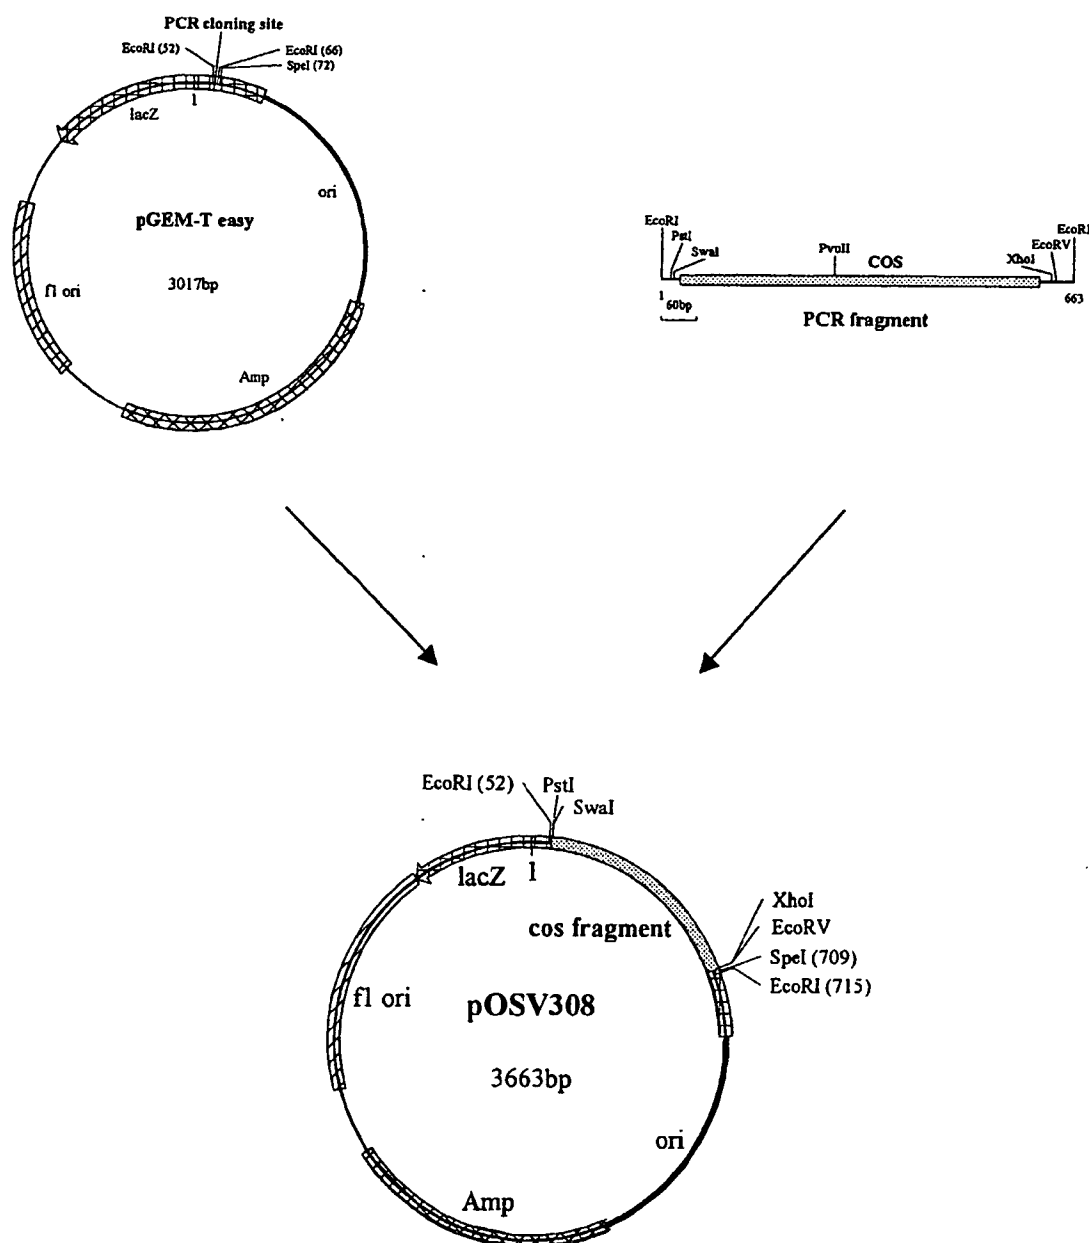 PCR cloning site
EcoRI (52)
EcoRI (66)
SpeI (72)
lacZ
1
ori
pGEM-T easy
3017bp
f1 ori
Amp
EcoRI
PstI
SwaI
PvuII
COS
XhoI
EcoRV
EcoRI
1
60bp
663
PCR fragment
EcoRI (52)
PstI
SwaI
lacZ
1
cos fragment
XhoI
EcoRV
SpeI (709)
EcoRI (715)
f1 ori
pOSV308
3663bp
ori
Amp